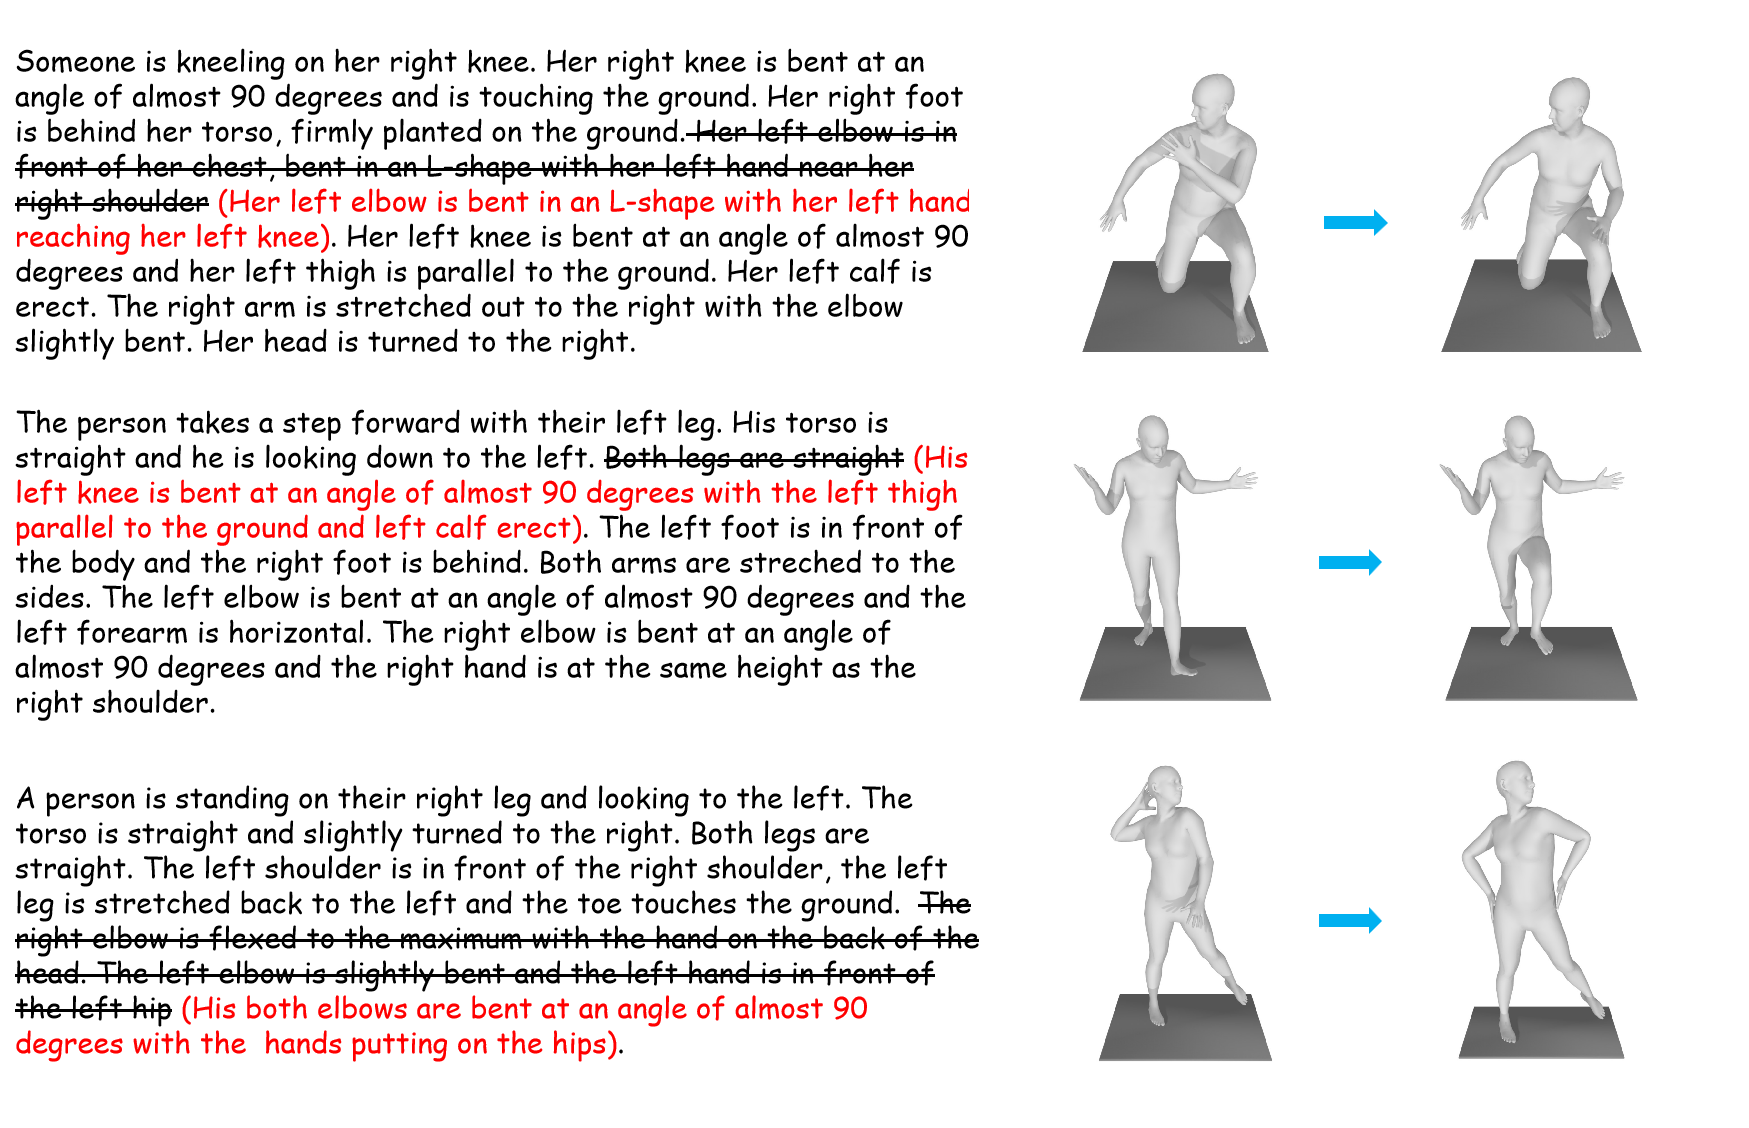 Someone is kneeling on her right knee. Her right knee is bent at an
angle of almost 90 degrees and is touching the ground. Her right foot
is behind her torso, firmly planted on the ground. Her left elbow is in
front of her chest, bent in an L-shape with her left hand near her
right shoulder (Her left elbow is bent in an L-shape with her left hand
reaching her left knee). Her left knee is bent at an angle of almost 90
degrees and her left thigh is parallel to the ground. Her left calf is
erect. The right arm is stretched out to the right with the elbow
slightly bent. Her head is turned to the right.
The person takes a step forward with their left leg. His torso is
straight and he is looking down to the left. Both legs are straight (His
left knee is bent at an angle of almost 90 degrees with the left thigh
parallel to the ground and left calf erect). The left foot is in front of
the body and the right foot is behind. Both arms are streched to the
sides. The left elbow is bent at an angle of almost 90 degrees and the
left forearm is horizontal. The right elbow is bent at an angle of
almost 90 degrees and the right hand is at the same height as the
right shoulder.
A person is standing on their right leg and looking to the left. The
torso is straight and slightly turned to the right. Both legs are
straight. The left shoulder is in front of the right shoulder, the left
leg is stretched back to the left and the toe touches the ground. The
right elbow is flexed to the maximum with the hand on the back of the
head. The left elbow is slightly bent and the left hand is in front of
the left hip (His both elbows are bent at an angle of almost 90
degrees with the hands putting on the hips).